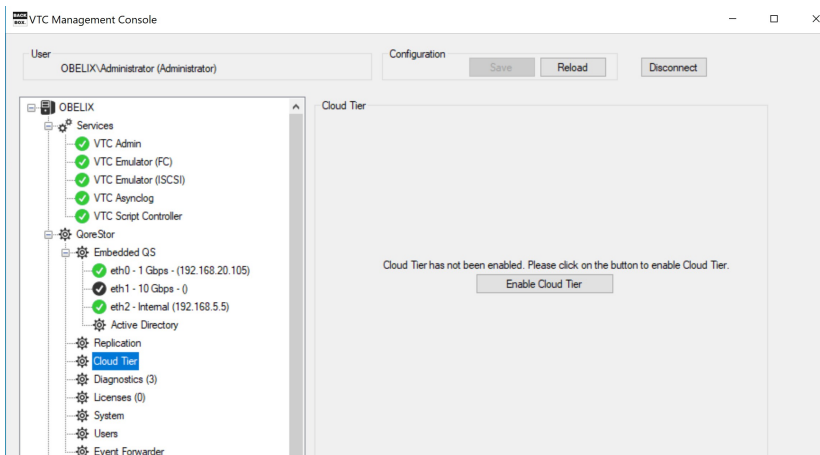 BACK BOX. VTC Management Console
User
OBELIX\Administrator (Administrator)
Configuration
Save Reload
Disconnect
OBELIX
Services
VTC Admin
VTC Emulator (FC)
VTC Emulator (ISCSI)
VTC Asynclog
VTC Script Controller
QoreStor
Embedded QS
eth0 - 1 Gbps - (192.168.20.105)
eth1 - 10 Gbps - ()
eth2 - Internal (192.168.5.5)
Active Directory
Replication
Cloud Tier
Diagnostics (3)
Licenses (0)
System
Users
Event Forwarder
Cloud Tier
Cloud Tier has not been enabled. Please click on the button to enable Cloud Tier.
Enable Cloud Tier